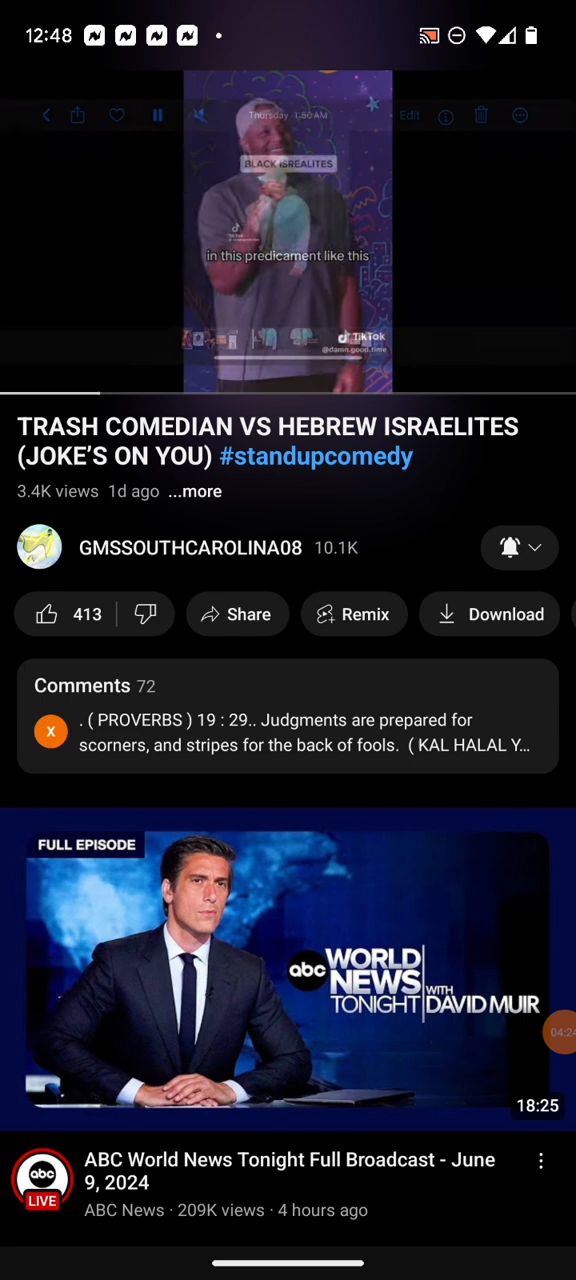 12:48
Thursday 1:50 AM
Edit
BLACK ISREALITES
in this predicament like this
TikTok
@damn.good.time
TRASH COMEDIAN VS HEBREW ISRAELITES
(JOKE’S ON YOU) #standupcomedy
3.4K views 1d ago ...more
GMSSOUTHCAROLINA08 10.1K
413 Share Remix Download
Comments 72
X
. ( PROVERBS ) 19 : 29.. Judgments are prepared for
scorners, and stripes for the back of fools. ( KAL HALAL Y...
FULL EPISODE
abc WORLD
NEWS
TONIGHT WITH DAVID MUIR
04:24
18:25
ABC World News Tonight Full Broadcast - June
9, 2024
abc
LIVE
ABC News · 209K views · 4 hours ago